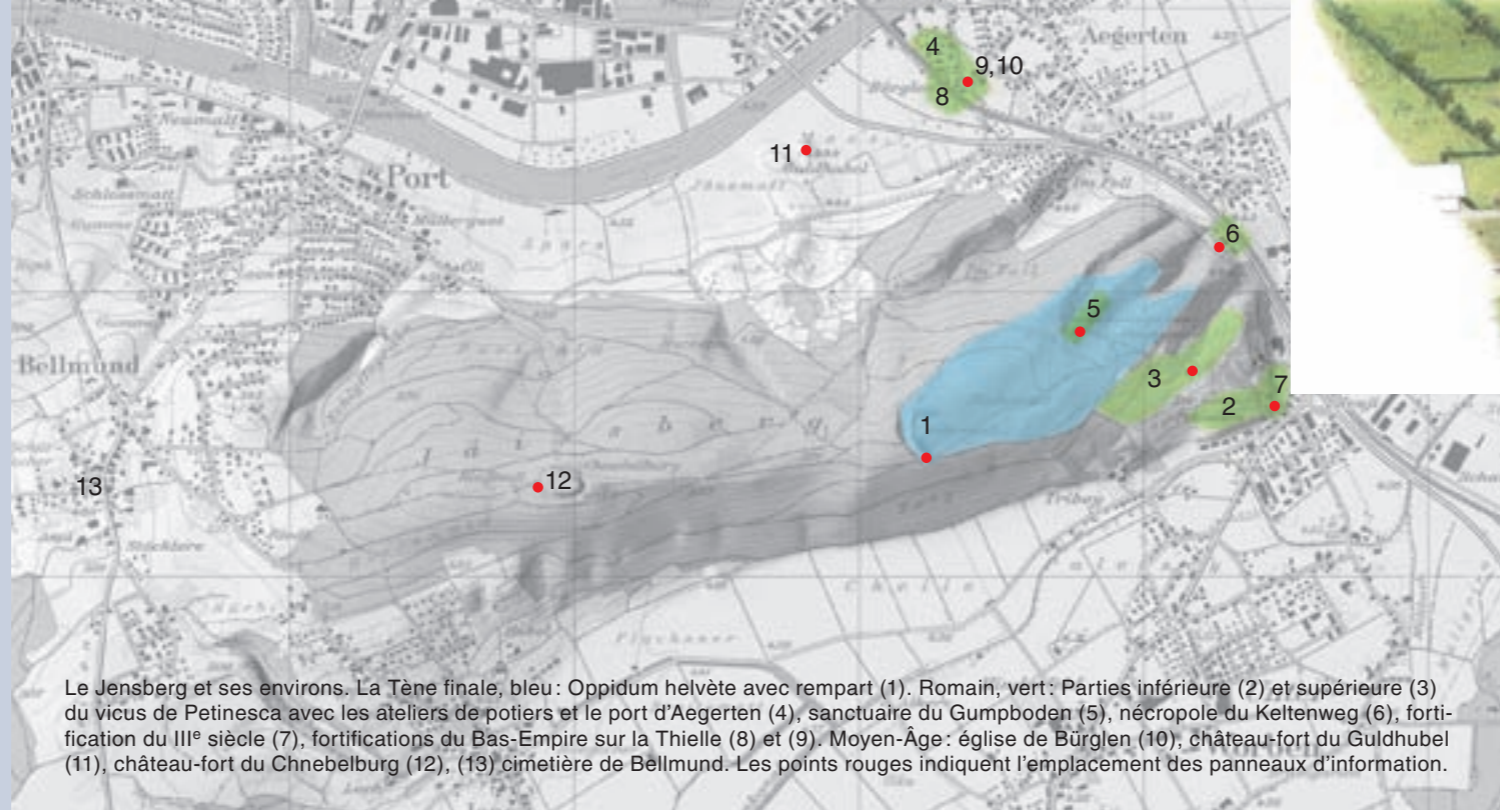 4
Aegerten
9,10
8
11
Port
6
5
Bellmund
3
7
2
1
12
13
Le Jensberg et ses environs. La Tène finale, bleu : Oppidum helvète avec rempart (1). Romain, vert : Parties inférieure (2) et supérieure (3)
du vicus de Petinesca avec les ateliers de potiers et le port d’Aegerten (4), sanctuaire du Gumpboden (5), nécropole du Keltenweg (6), forti-
fication du IIIe siècle (7), fortifications du Bas-Empire sur la Thielle (8) et (9). Moyen-Âge : église de Bürglen (10), château-fort du Guldhubel
(11), château-fort du Chnebelburg (12), (13) cimetière de Bellmund. Les points rouges indiquent l’emplacement des panneaux d’information.